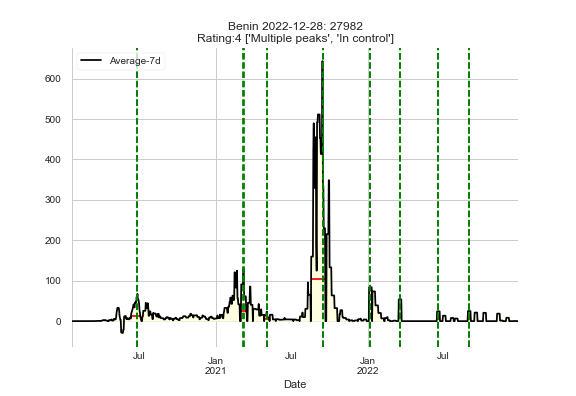 Benin 2022-12-28: 27982
Rating:4 ['Multiple peaks', 'In control']
Average-7d
600
500
400
300
200
100
0
Jul
Jan
2021
Jul
Jan
2022
Jul
Date